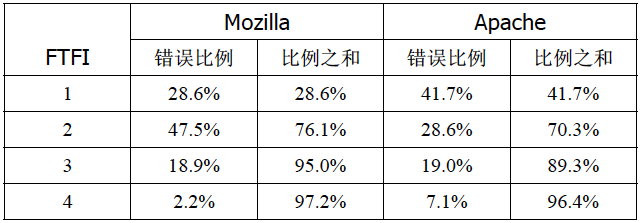 Mozilla Apache
FTFI 错误比例 比例之和 错误比例 比例之和
1 28.6% 28.6% 41.7% 41.7%
2 47.5% 76.1% 28.6% 70.3%
3 18.9% 95.0% 19.0% 89.3%
4 2.2% 97.2% 7.1% 96.4%